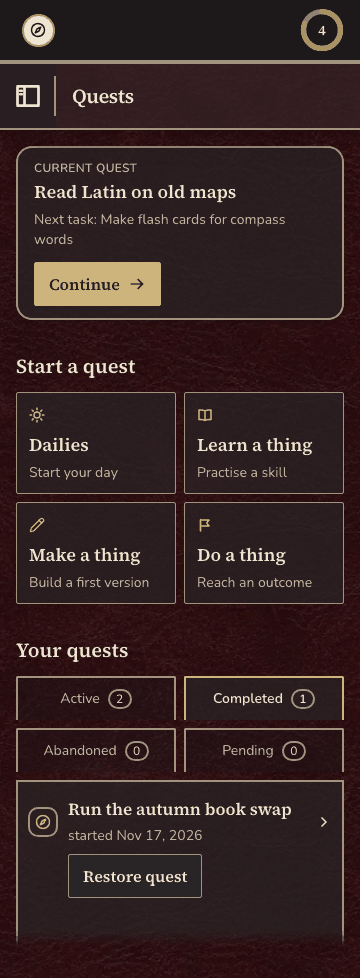 4
Quests
CURRENT QUEST
Read Latin on old maps
Next task: Make flash cards for compass
words
Continue →
Start a quest
Dailies
Start your day
Learn a thing
Practise a skill
Make a thing
Build a first version
Do a thing
Reach an outcome
Your quests
Active 2
Completed 1
Abandoned 0
Pending 0
Run the autumn book swap
started Nov 17, 2026
Restore quest